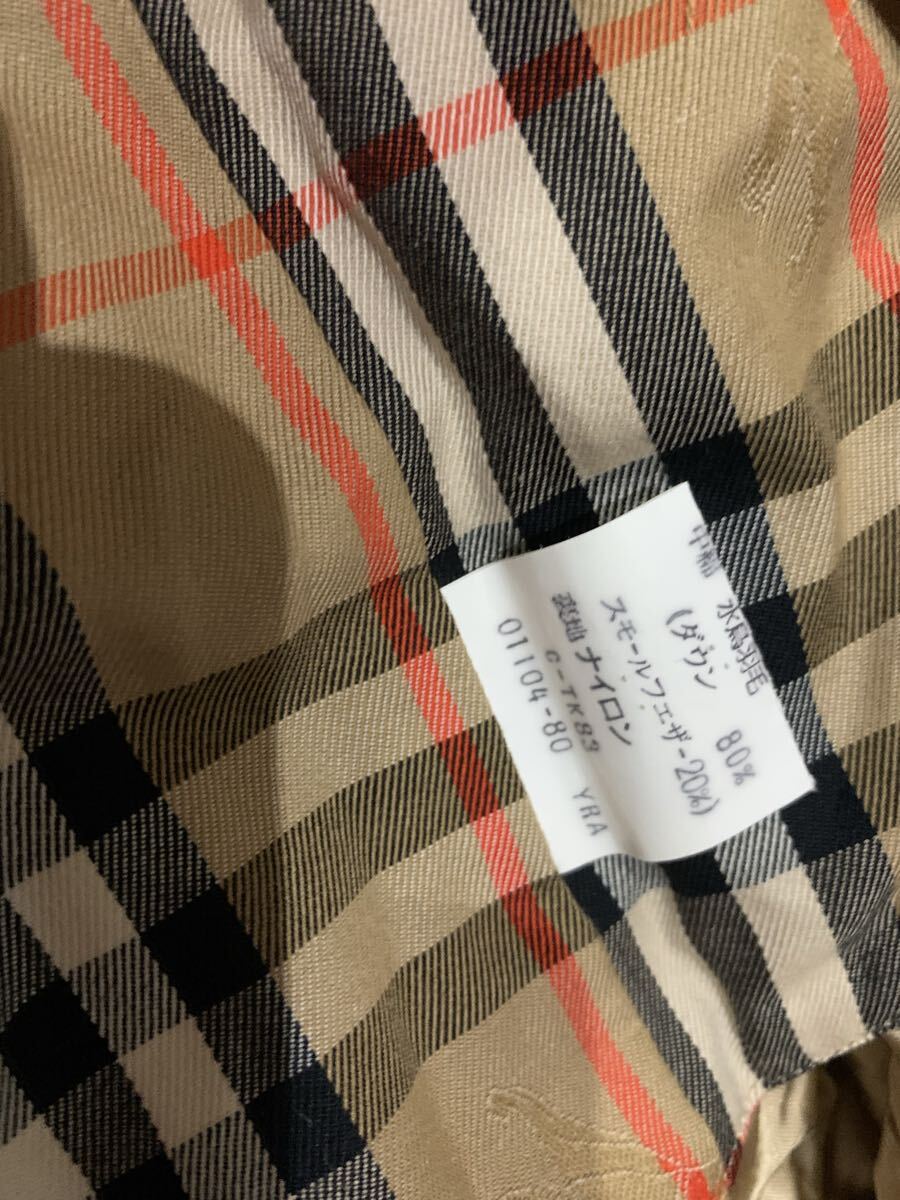 中綿 水鳥羽毛
(ダウン 80%
スモールフェザー20%)
裏地 ナイロン
C-TK83
01104-80 YRA